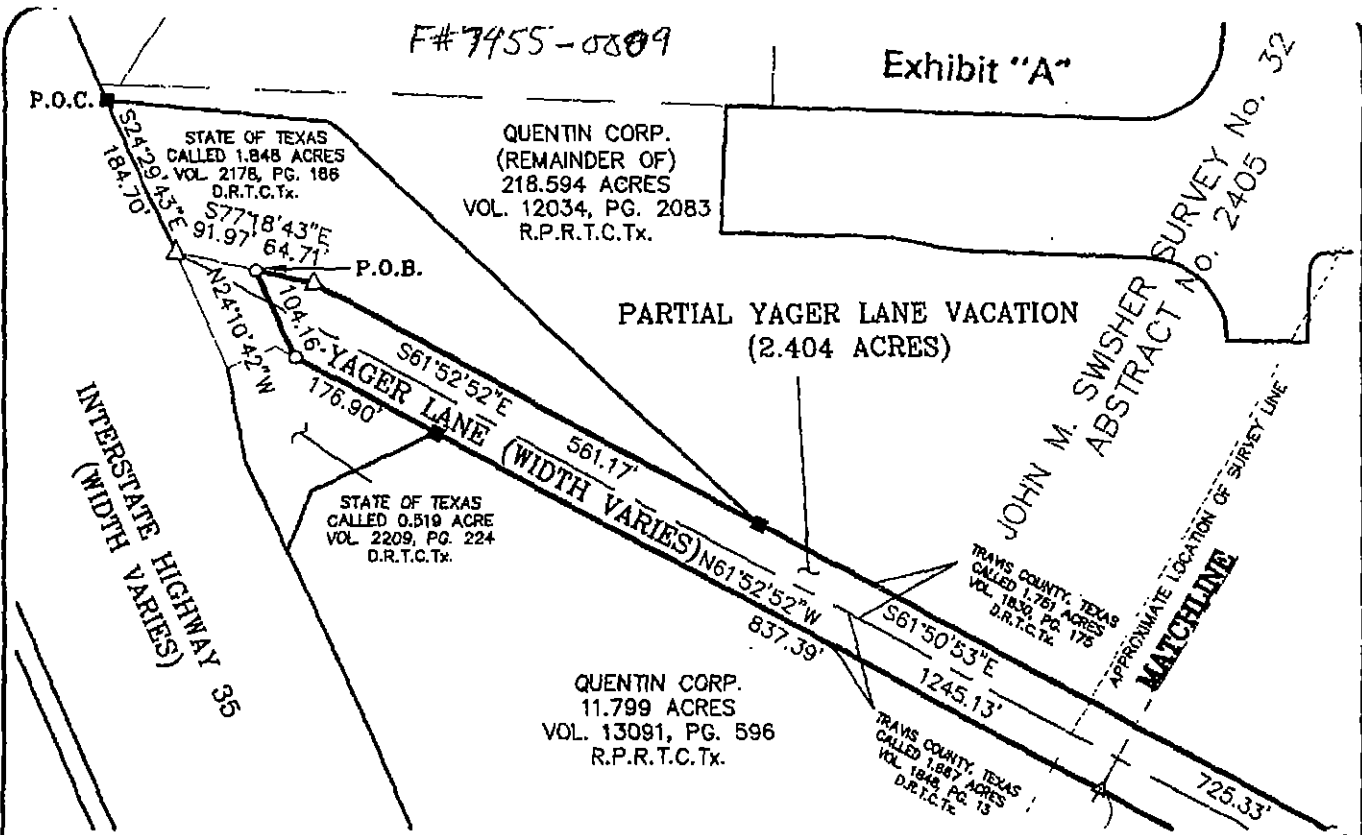 F#7455-0809
Exhibit "A"
P.O.C.
S24°29'43"E
184.70'
STATE OF TEXAS
CALLED 1.848 ACRES
VOL. 2178, PG. 186
D.R.T.C.Tx.
QUENTIN CORP.
(REMAINDER OF)
218.594 ACRES
VOL. 12034, PG. 2083
R.P.R.T.C.Tx.
JOHN M. SWISHER SURVEY No. 32
ABSTRACT No. 2405
S77°18'43"E
91.97' 64.71'
P.O.B.
N24°10'42"W
104.16'
PARTIAL YAGER LANE VACATION
(2.404 ACRES)
S61°52'52"E
561.17'
YAGER LANE (WIDTH VARIES)
176.90'
N61°52'52"W
837.39'
INTERSTATE HIGHWAY 35
(WIDTH VARIES)
STATE OF TEXAS
CALLED 0.519 ACRE
VOL. 2209, PG. 224
D.R.T.C.Tx.
TRAVIS COUNTY, TEXAS
CALLED 1.751 ACRES
VOL. 1830, PG. 175
D.R.T.C.Tx.
APPROXIMATE LOCATION OF SURVEY LINE
MATCHLINE
S61°50'53"E
1245.13'
QUENTIN CORP.
11.799 ACRES
VOL. 13091, PG. 596
R.P.R.T.C.Tx.
TRAVIS COUNTY, TEXAS
CALLED 1.887 ACRES
VOL. 1848, PG. 13
D.R.T.C.Tx.
725.33'